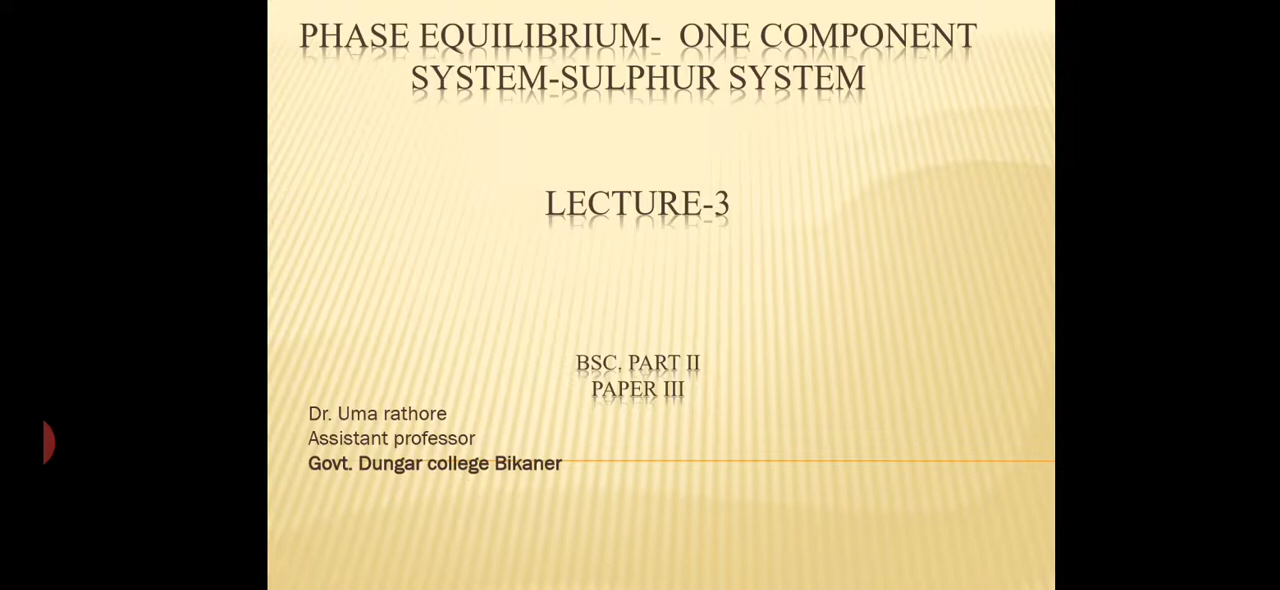 PHASE EQUILIBRIUM- ONE COMPONENT
SYSTEM-SULPHUR SYSTEM
LECTURE-3
BSC. PART II
PAPER III
Dr. Uma rathore
Assistant professor
Govt. Dungar college Bikaner